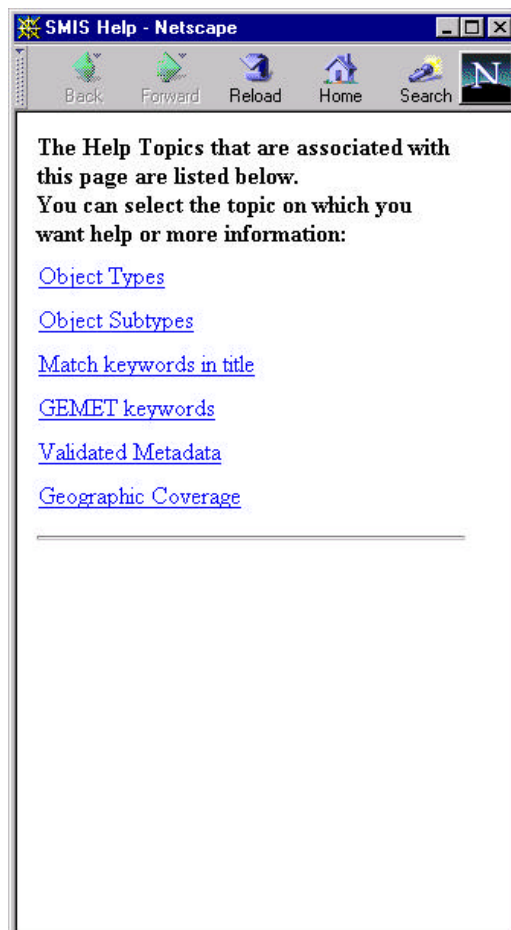 SMIS Help - Netscape
Back Forward Reload Home Search N
The Help Topics that are associated with
this page are listed below.
You can select the topic on which you
want help or more information:
Object Types
Object Subtypes
Match keywords in title
GEMET keywords
Validated Metadata
Geographic Coverage